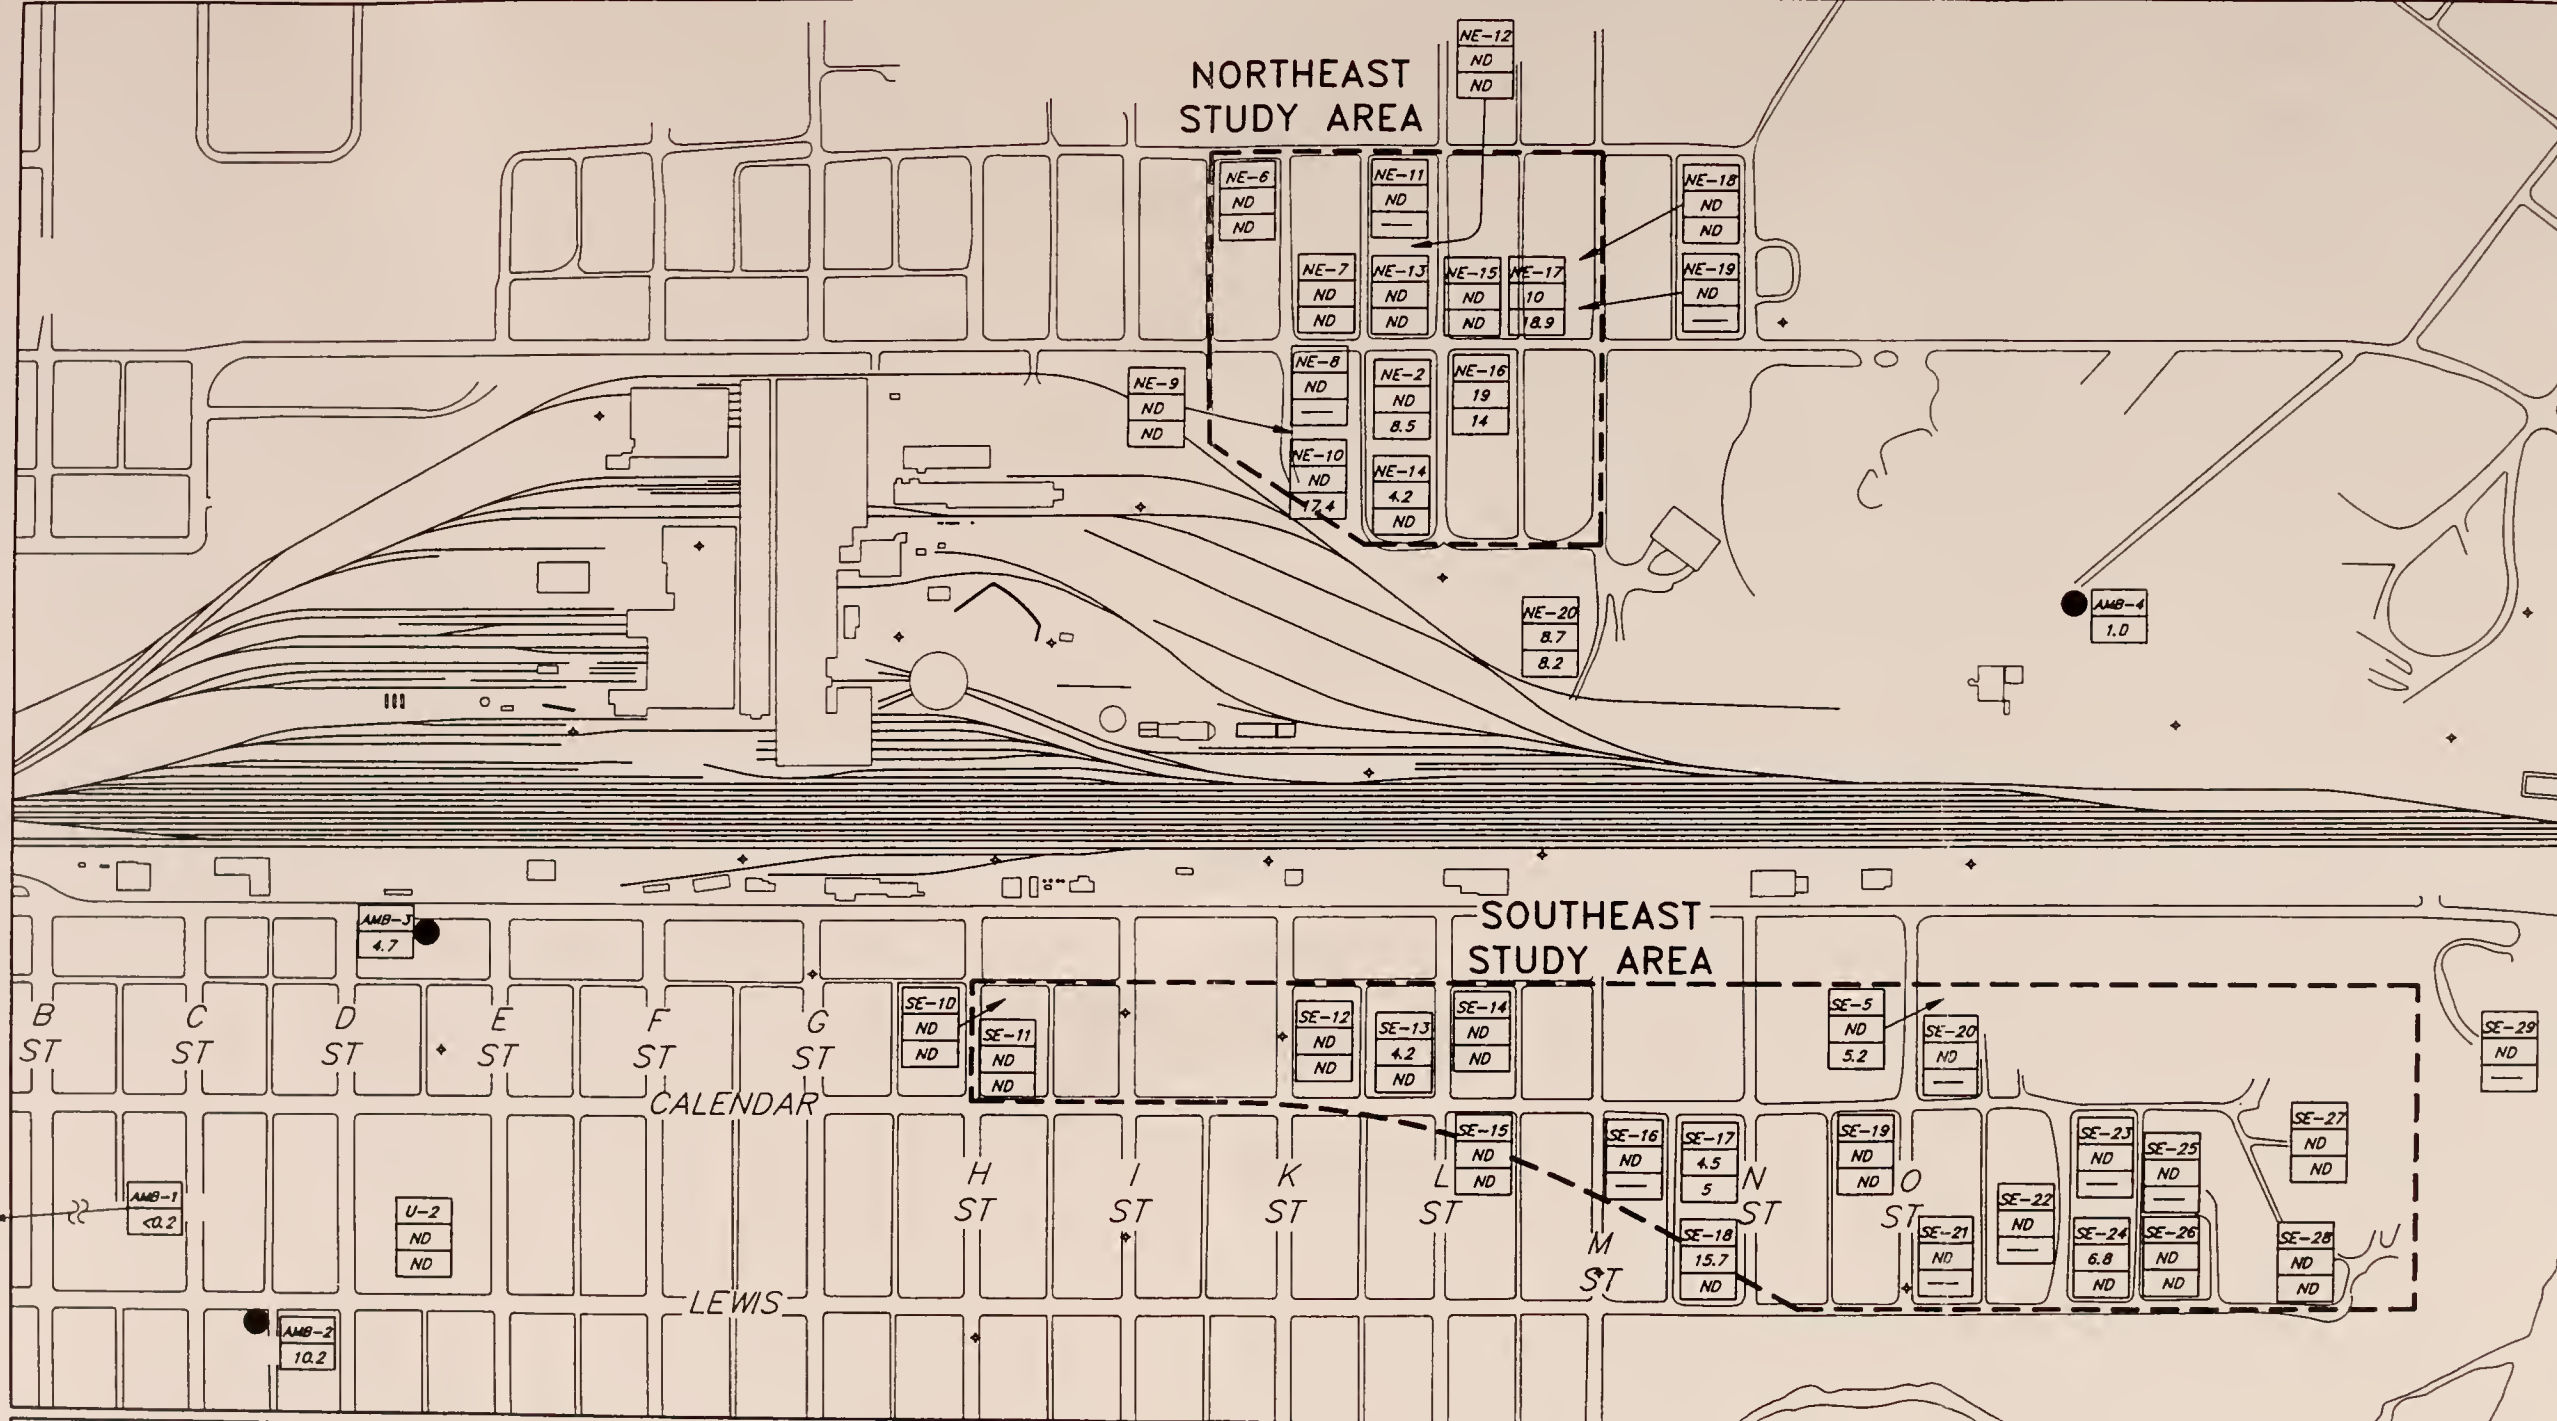 NORTHEAST
STUDY AREA
NE-12
ND
ND
NE-6
ND
ND
NE-11
ND
—
NE-18
ND
ND
NE-7
ND
ND
NE-13
ND
ND
NE-15
ND
ND
NE-17
10
18.9
NE-19
ND
—
NE-9
ND
ND
NE-8
ND
—
NE-2
ND
8.5
NE-16
19
14
NE-10
ND
17.4
NE-14
4.2
ND
NE-20
8.7
8.2
AMB-4
1.0
AMB-3
4.7
SOUTHEAST
STUDY AREA
B
ST
C
ST
D
ST
E
ST
F
ST
G
ST
SE-10
ND
ND
SE-11
ND
ND
SE-12
ND
ND
SE-13
4.2
ND
SE-14
ND
ND
SE-5
ND
5.2
SE-20
ND
—
SE-29
ND
—
CALENDAR
AMB-1
<0.2
U-2
ND
ND
H
ST
I
ST
K
ST
L
ST
SE-15
ND
ND
SE-16
ND
—
SE-17
4.5
5
N
ST
SE-19
ND
ND
O
ST
SE-23
ND
—
SE-25
ND
—
SE-27
ND
ND
M
ST
SE-18
15.7
ND
SE-21
ND
—
SE-22
ND
—
SE-24
6.8
ND
SE-26
ND
ND
SE-28
ND
ND
LEWIS
AMB-2
10.2